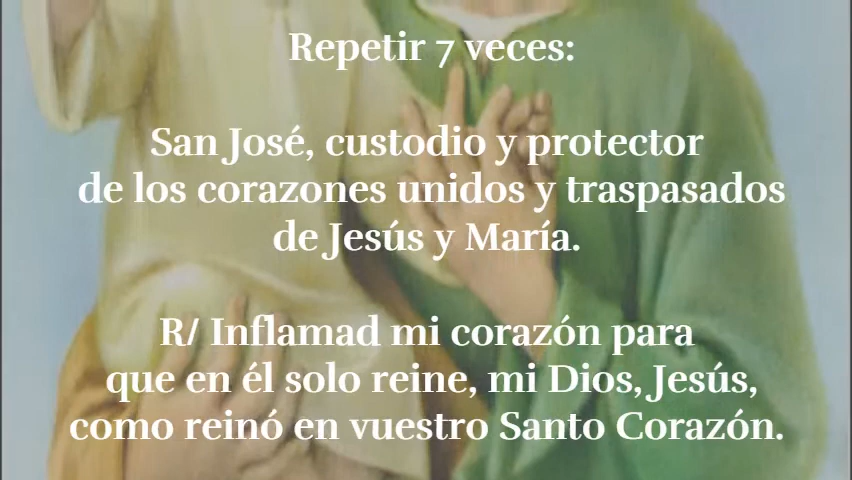 Repetir 7 veces:
San José, custodio y protector
de los corazones unidos y traspasados
de Jesús y María.
R/ Inflamad mi corazón para
que en él solo reine, mi Dios, Jesús,
como reinó en vuestro Santo Corazón.